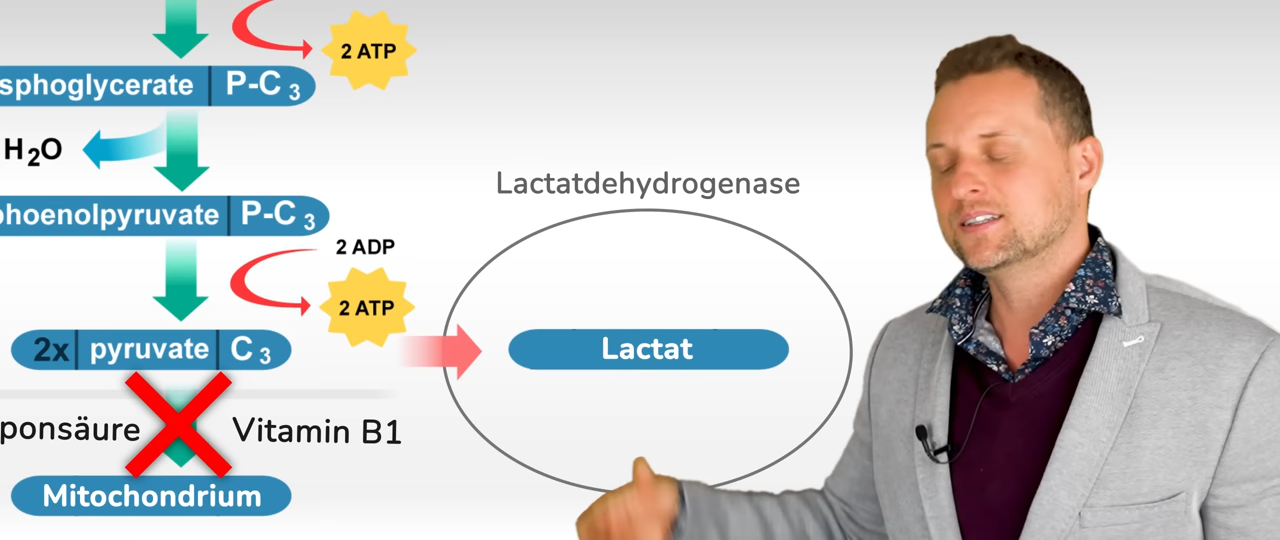 2 ATP
sphoglycerate P-C 3
H2O
Lactatdehydrogenase
phoenolpyruvate P-C 3
2 ADP
2 ATP
2x pyruvate C 3
Lactat
ponsäure Vitamin B1
Mitochondrium